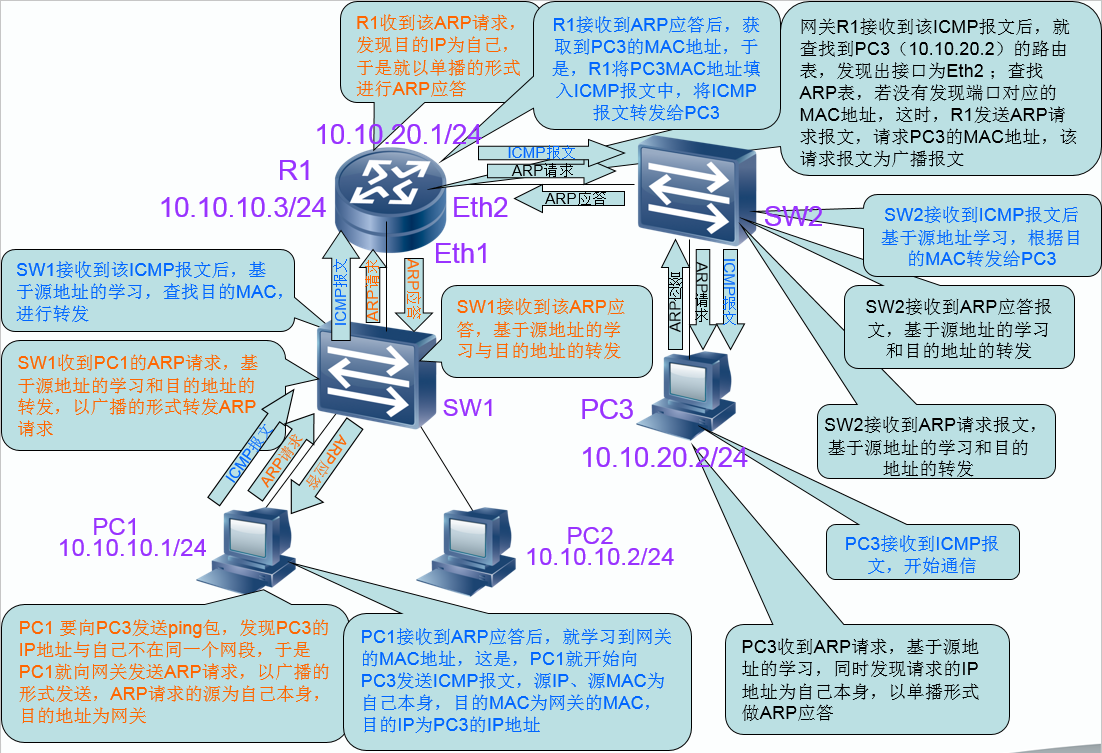 R1收到该ARP请求，
发现目的IP为自己，
于是就以单播的形式
进行ARP应答
R1接收到ARP应答后，获
取到PC3的MAC地址，于
是，R1将PC3MAC地址填
入ICMP报文中，将ICMP
报文转发给PC3
网关R1接收到该ICMP报文后，就
查找到PC3（10.10.20.2）的路由
表，发现出接口为Eth2 ；查找
ARP表，若没有发现端口对应的
MAC地址，这时，R1发送ARP请
求报文，请求PC3的MAC地址，该
请求报文为广播报文
10.10.20.1/24
R1
10.10.10.3/24
Eth2
Eth1
ICMP报文
ARP请求
ARP应答
SW2
SW2接收到ICMP报文后
基于源地址学习，根据目
的MAC转发给PC3
SW1接收到该ICMP报文后，基
于源地址的学习，查找目的MAC，
进行转发
ICMP报文
ARP请求
ARP应答
SW1接收到该ARP应
答，基于源地址的学
习与目的地址的转发
ARP应答
ARP请求
ICMP报文
SW2接收到ARP应答报
文，基于源地址的学习
和目的地址的转发
SW1收到PC1的ARP请求，基
于源地址的学习和目的地址的
转发，以广播的形式转发ARP
请求
SW1
PC3
10.10.20.2/24
SW2接收到ARP请求报文，
基于源地址的学习和目的
地址的转发
ICMP报文
ARP请求
ARP应答
PC1
10.10.10.1/24
PC2
10.10.10.2/24
PC3接收到ICMP报
文，开始通信
PC1 要向PC3发送ping包，发现PC3的
IP地址与自己不在同一个网段，于是
PC1就向网关发送ARP请求，以广播的
形式发送，ARP请求的源为自己本身，
目的地址为网关
PC1接收到ARP应答后，就学习到网关
的MAC地址，这是，PC1就开始向
PC3发送ICMP报文，源IP、源MAC为
自己本身，目的MAC为网关的MAC，
目的IP为PC3的IP地址
PC3收到ARP请求，基于源地
址的学习，同时发现请求的IP
地址为自己本身，以单播形式
做ARP应答